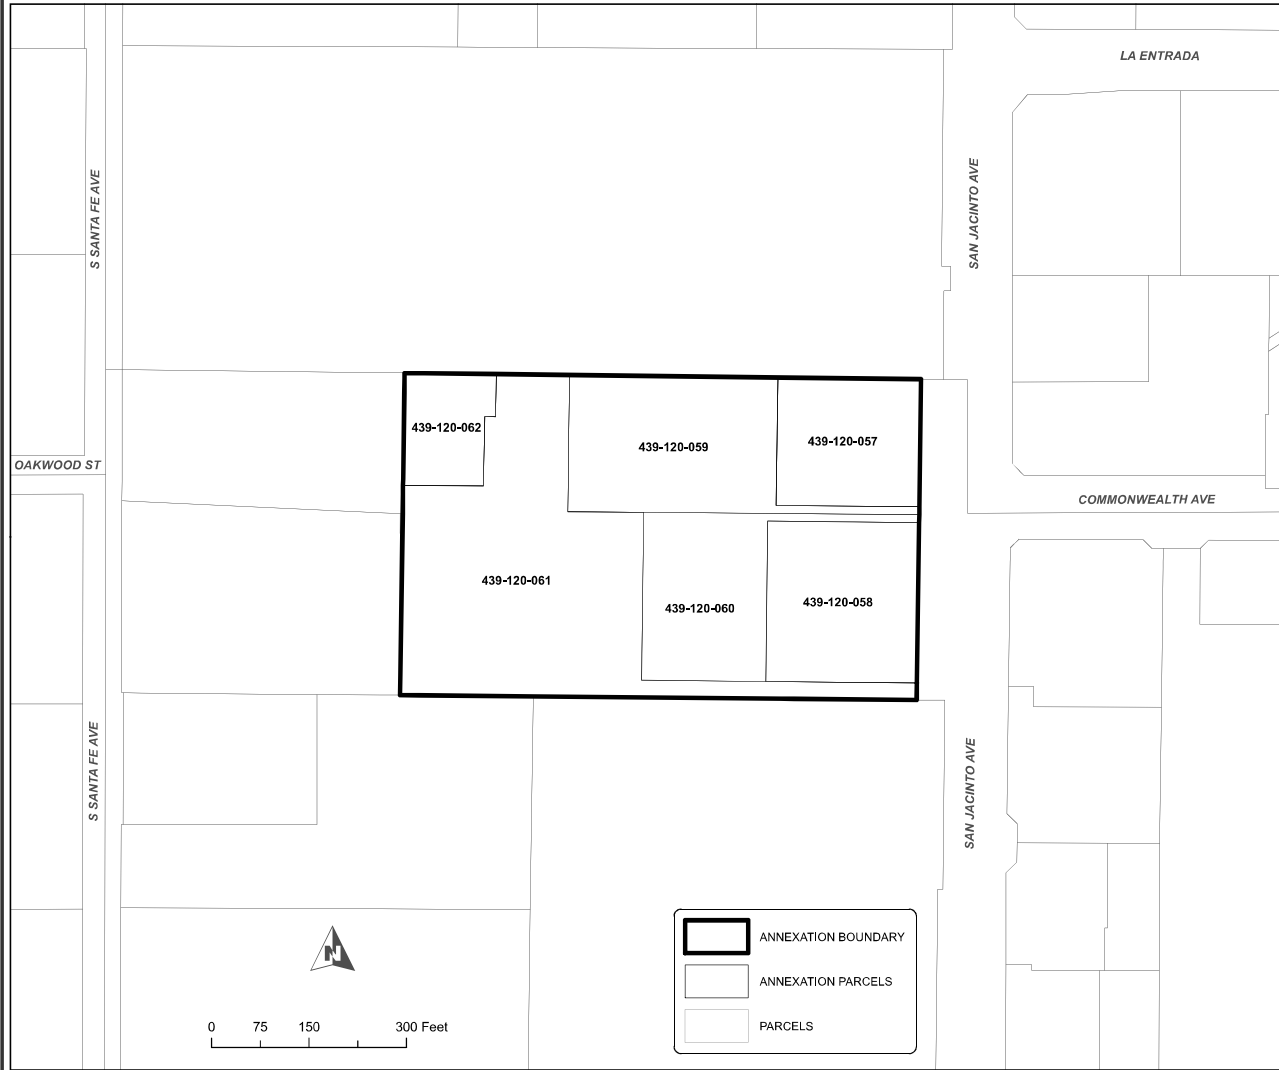 LA ENTRADA
S SANTA FE AVE
SAN JACINTO AVE
439-120-062
439-120-059
439-120-057
OAKWOOD ST
COMMONWEALTH AVE
439-120-061
439-120-060
439-120-058
S SANTA FE AVE
SAN JACINTO AVE
N
ANNEXATION BOUNDARY
ANNEXATION PARCELS
PARCELS
0 75 150 300 Feet